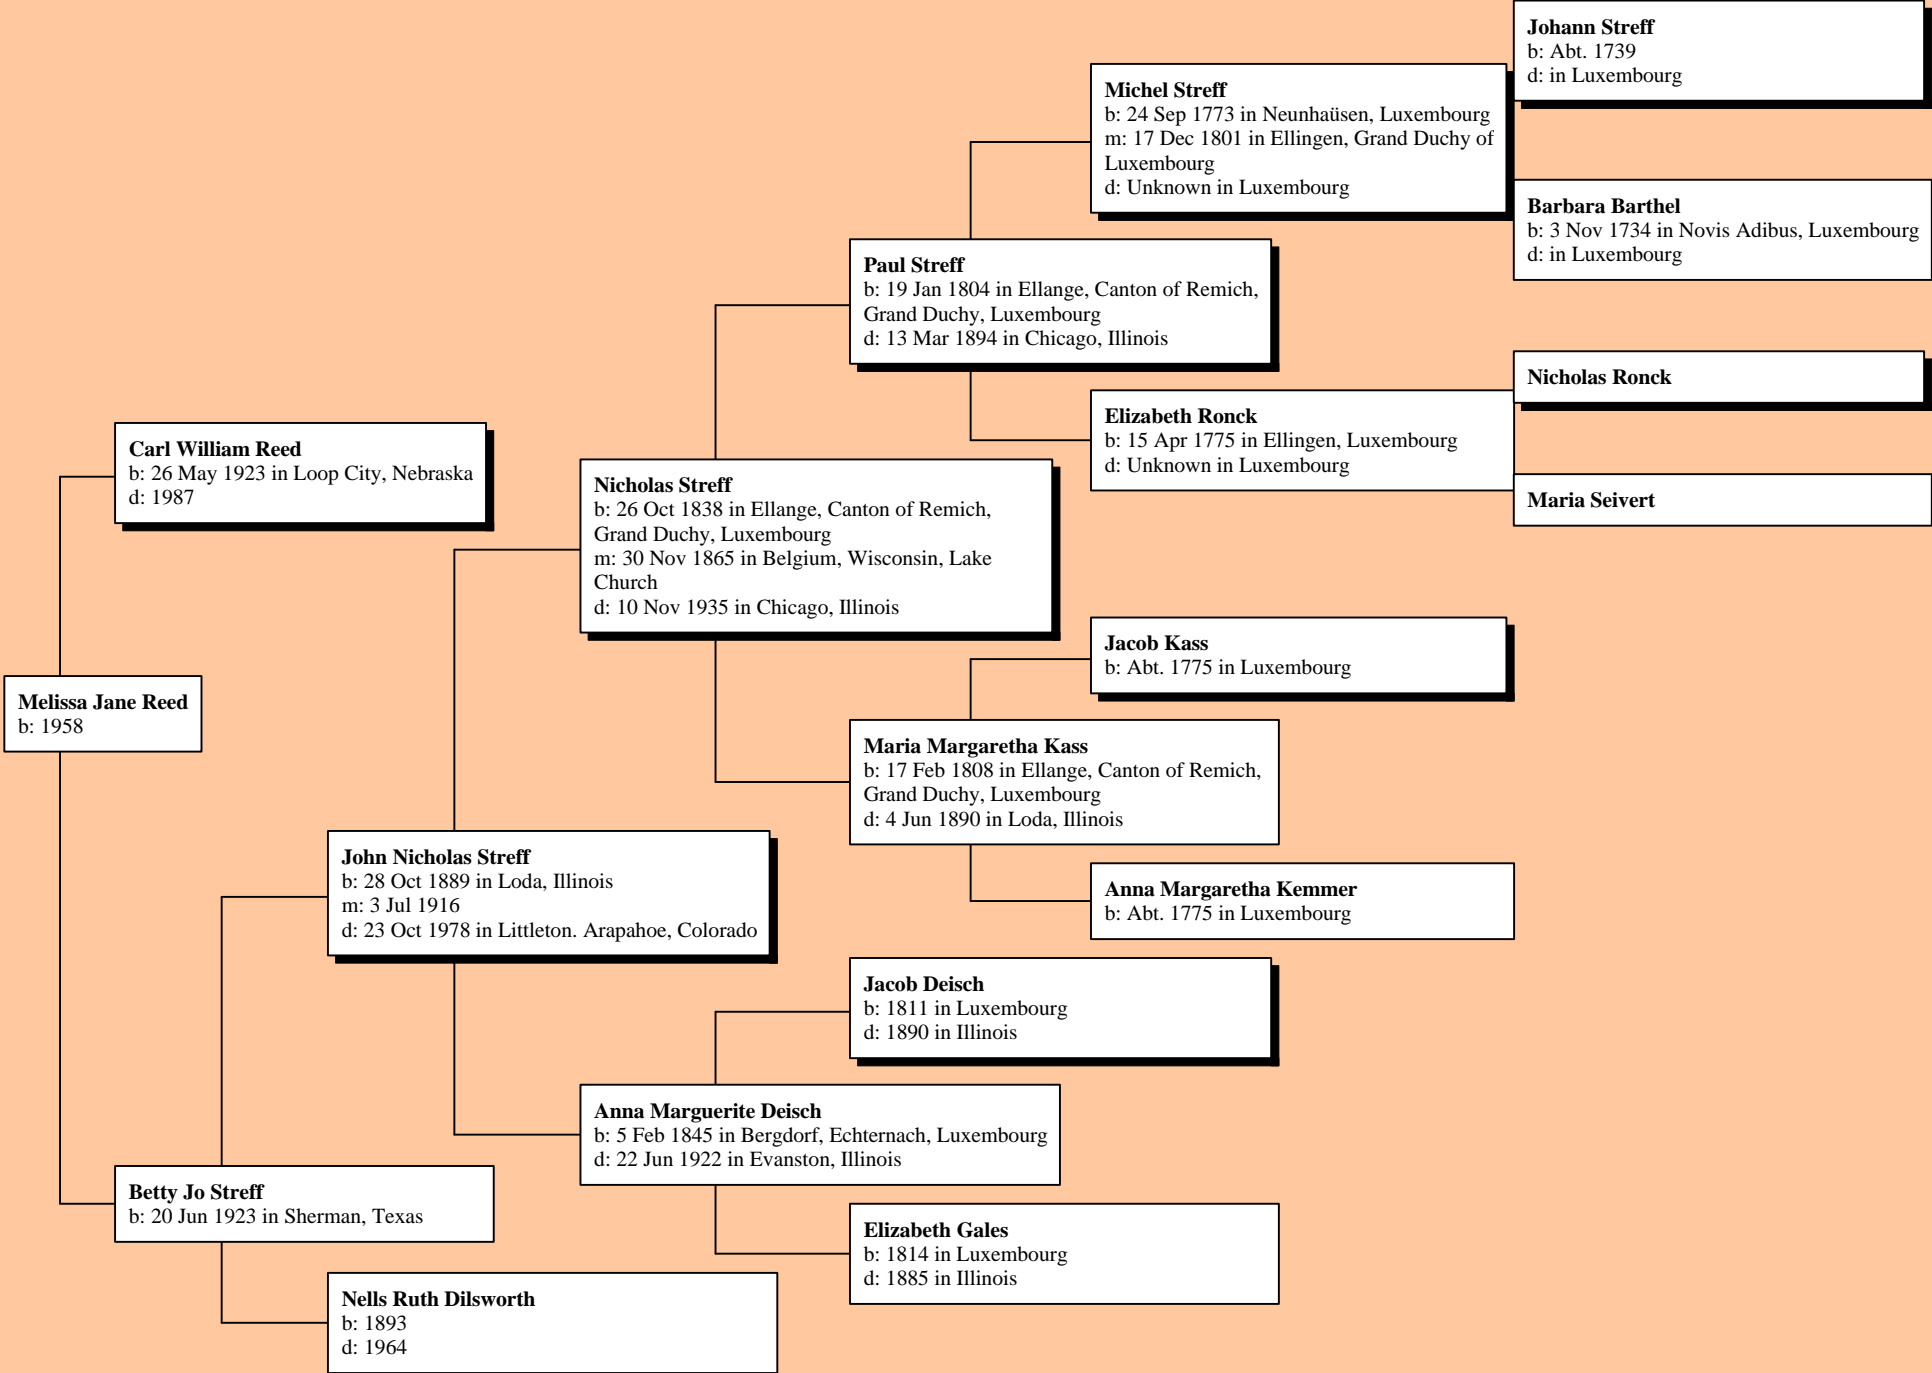 Johann Streff
b: Abt. 1739
d: in Luxembourg
Michel Streff
b: 24 Sep 1773 in Neunhaüsen, Luxembourg
m: 17 Dec 1801 in Ellingen, Grand Duchy of
Luxembourg
d: Unknown in Luxembourg
Barbara Barthel
b: 3 Nov 1734 in Novis Adibus, Luxembourg
d: in Luxembourg
Paul Streff
b: 19 Jan 1804 in Ellange, Canton of Remich,
Grand Duchy, Luxembourg
d: 13 Mar 1894 in Chicago, Illinois
Nicholas Ronck
Elizabeth Ronck
b: 15 Apr 1775 in Ellingen, Luxembourg
d: Unknown in Luxembourg
Maria Seivert
Carl William Reed
b: 26 May 1923 in Loop City, Nebraska
d: 1987
Nicholas Streff
b: 26 Oct 1838 in Ellange, Canton of Remich,
Grand Duchy, Luxembourg
m: 30 Nov 1865 in Belgium, Wisconsin, Lake
Church
d: 10 Nov 1935 in Chicago, Illinois
Jacob Kass
b: Abt. 1775 in Luxembourg
Melissa Jane Reed
b: 1958
Maria Margaretha Kass
b: 17 Feb 1808 in Ellange, Canton of Remich,
Grand Duchy, Luxembourg
d: 4 Jun 1890 in Loda, Illinois
John Nicholas Streff
b: 28 Oct 1889 in Loda, Illinois
m: 3 Jul 1916
d: 23 Oct 1978 in Littleton. Arapahoe, Colorado
Anna Margaretha Kemmer
b: Abt. 1775 in Luxembourg
Jacob Deisch
b: 1811 in Luxembourg
d: 1890 in Illinois
Anna Marguerite Deisch
b: 5 Feb 1845 in Bergdorf, Echternach, Luxembourg
d: 22 Jun 1922 in Evanston, Illinois
Betty Jo Streff
b: 20 Jun 1923 in Sherman, Texas
Elizabeth Gales
b: 1814 in Luxembourg
d: 1885 in Illinois
Nells Ruth Dilsworth
b: 1893
d: 1964